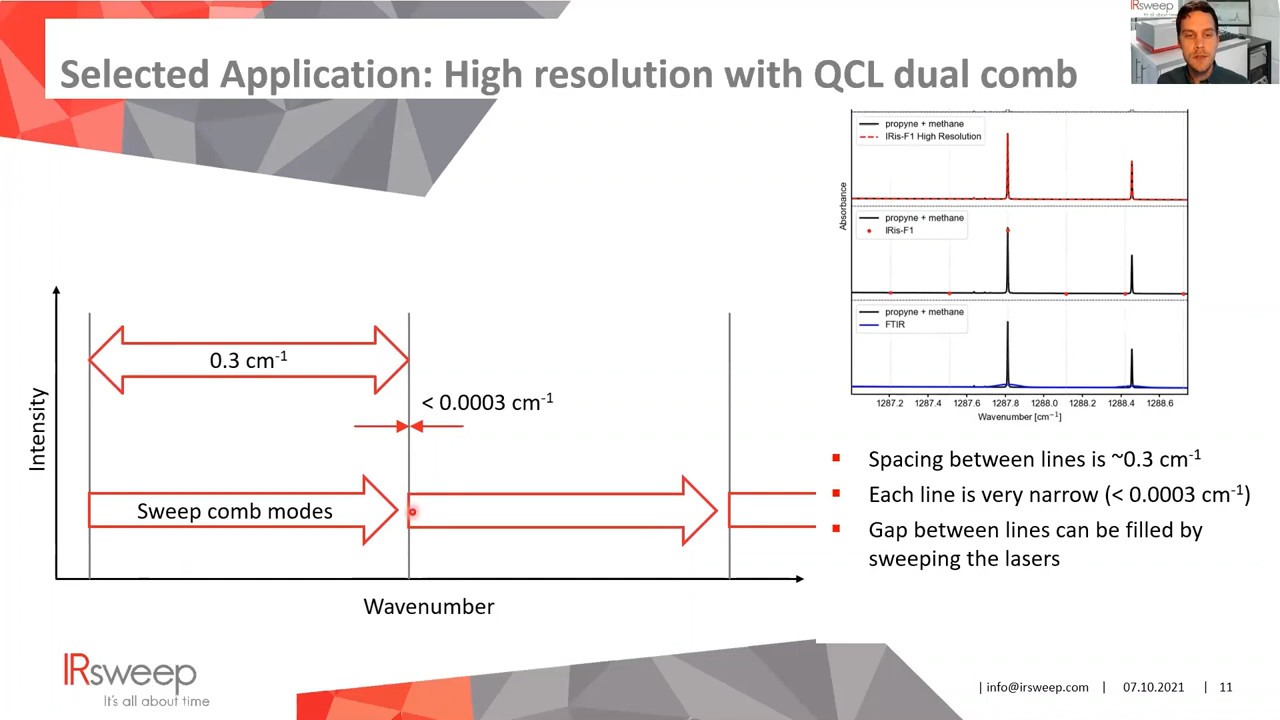 IRsweep
Selected Application: High resolution with QCL dual comb
propyne + methane
IRis-F1 High Resolution
propyne + methane
IRis-F1
propyne + methane
FTIR
Absorbance
1287.2 1287.4 1287.6 1287.8 1288.0 1288.2 1288.4 1288.6
Wavenumber [cm⁻¹]
0.3 cm⁻¹
< 0.0003 cm⁻¹
Intensity
Sweep comb modes
Wavenumber
▪ Spacing between lines is ~0.3 cm⁻¹
▪ Each line is very narrow (< 0.0003 cm⁻¹)
▪ Gap between lines can be filled by
sweeping the lasers
IRsweep
It's all about time
| info@irsweep.com | 07.10.2021 | 11